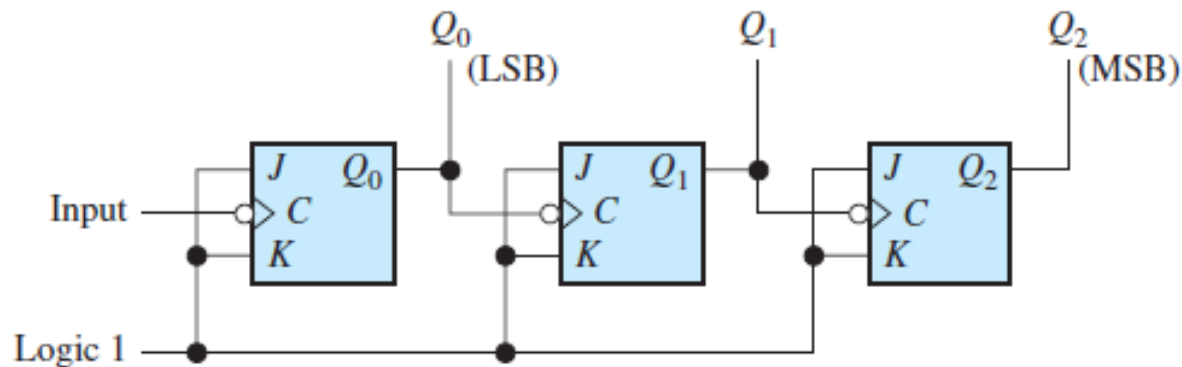 Q₀ Q₁ Q₂
(LSB) (MSB)
J Q₀ J Q₁ J Q₂
Input C C C
K K K
Logic 1